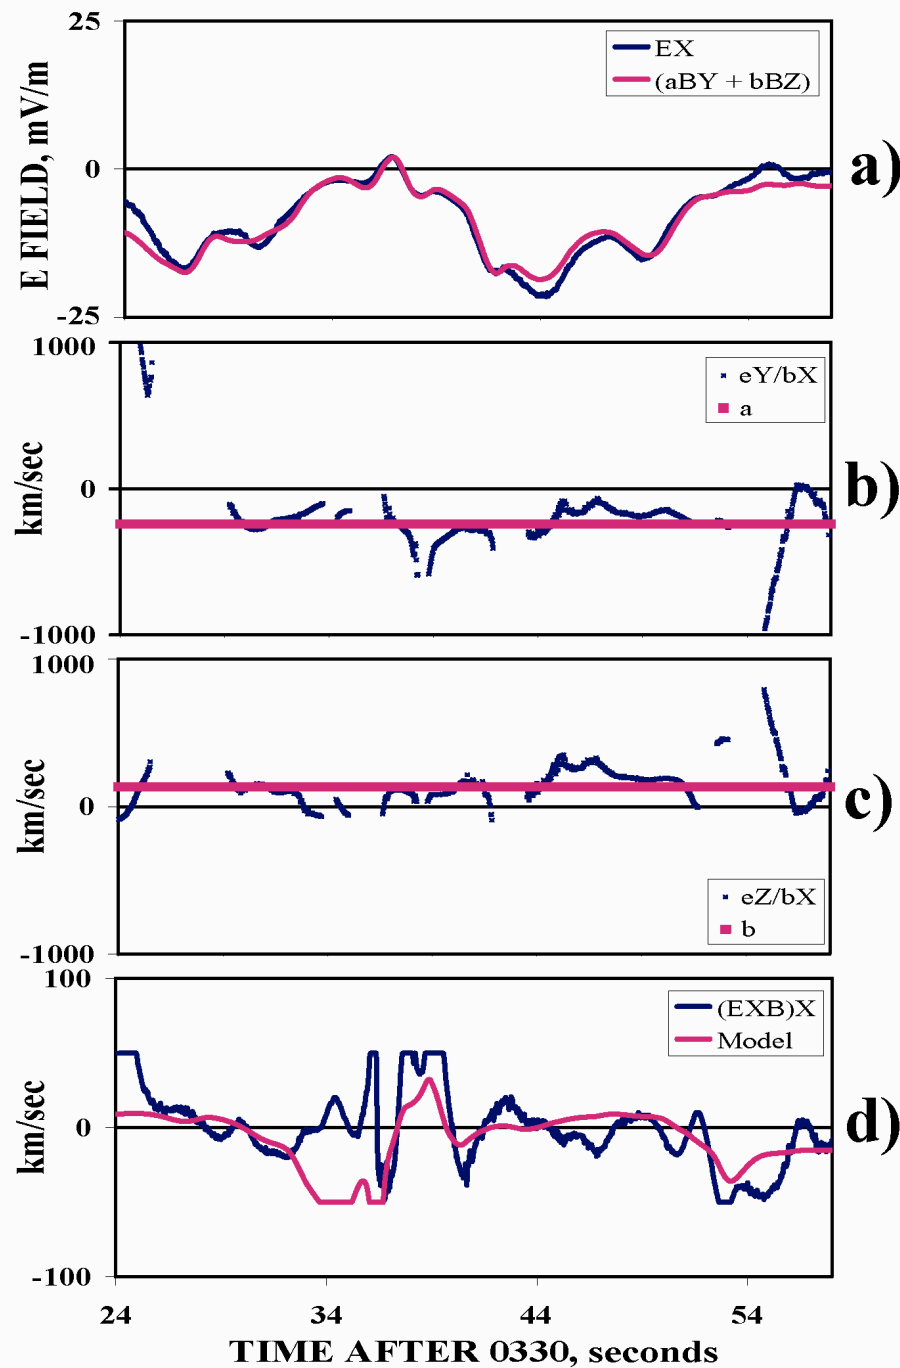 25
EX
(aBY + bBZ)
E FIELD, mV/m
0
a)
-25
1000
eY/bX
a
km/sec
0
b)
-1000
1000
km/sec
0
c)
eZ/bX
b
-1000
100
(EXB)X
Model
km/sec
0
d)
-100
24 34 44 54
TIME AFTER 0330, seconds